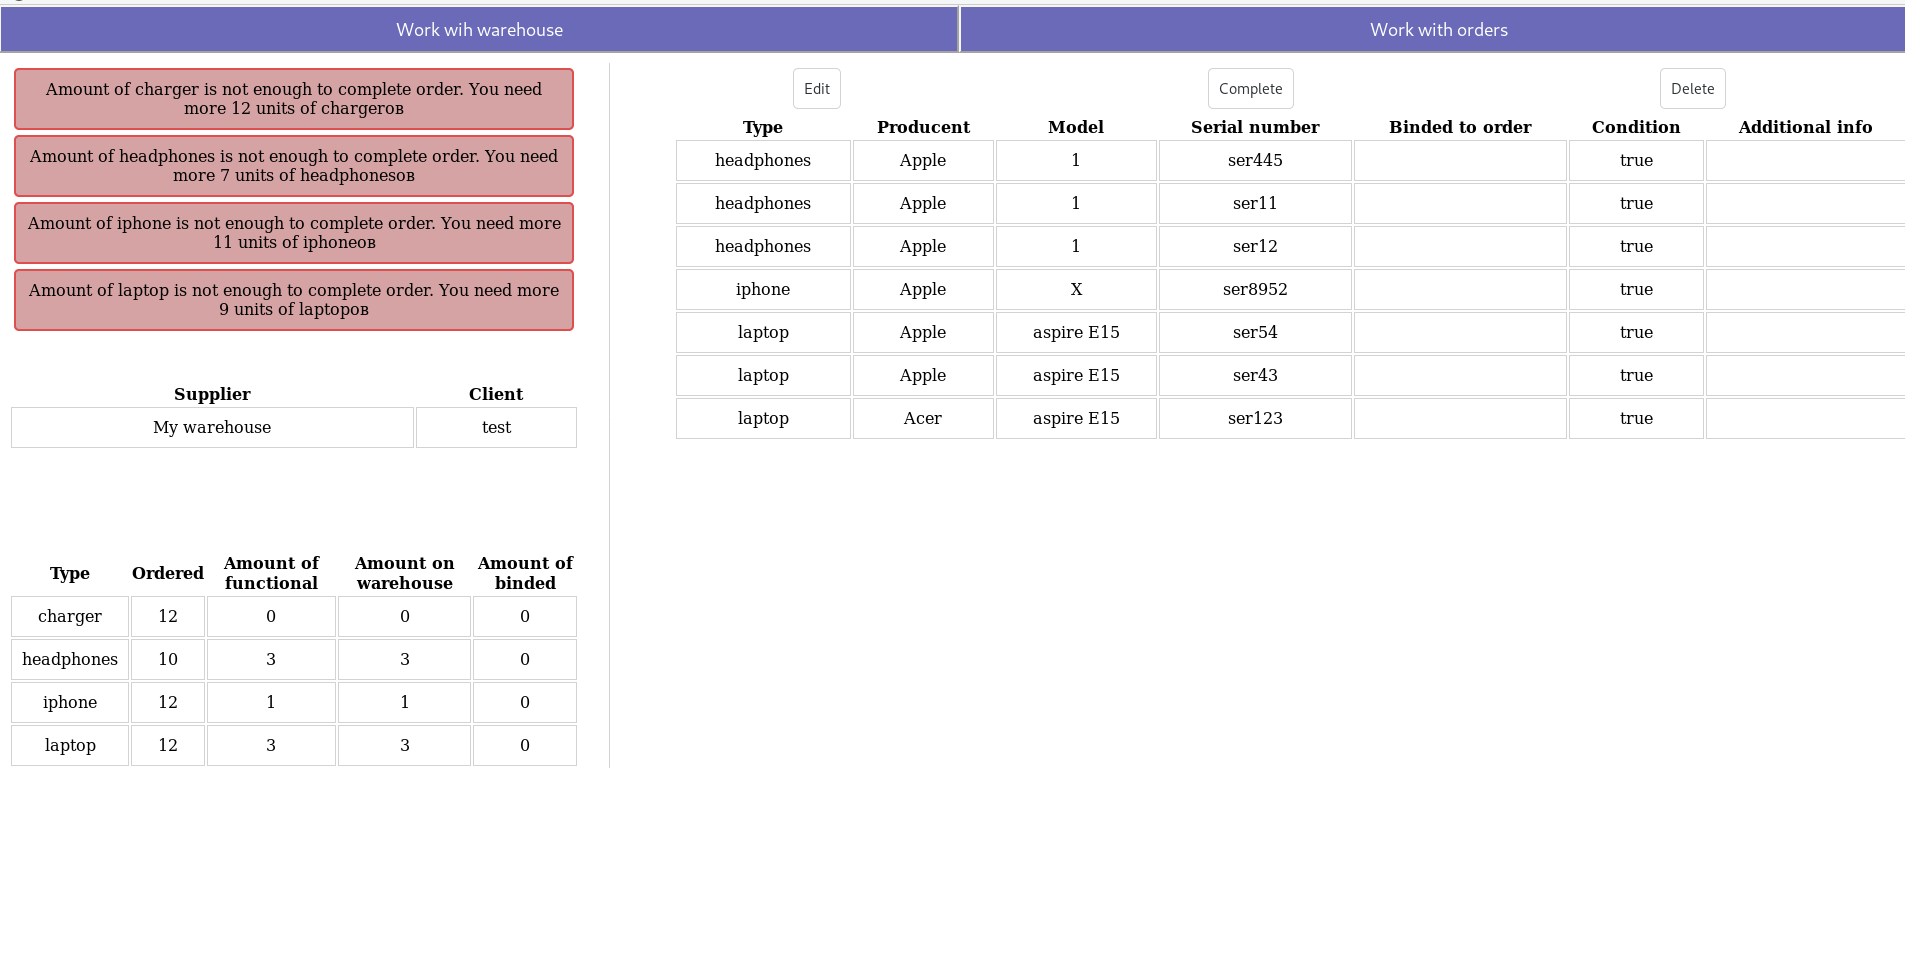 Work wih warehouse
Work with orders
Amount of charger is not enough to complete order. You need
more 12 units of chargerов
Amount of headphones is not enough to complete order. You need
more 7 units of headphonesов
Amount of iphone is not enough to complete order. You need more
11 units of iphoneов
Amount of laptop is not enough to complete order. You need more
9 units of laptopов
Supplier Client
My warehouse test
Type Ordered Amount of functional Amount on warehouse Amount of binded
charger 12 0 0 0
headphones 10 3 3 0
iphone 12 1 1 0
laptop 12 3 3 0
Edit Complete Delete
Type Producent Model Serial number Binded to order Condition Additional info
headphones Apple 1 ser445 true
headphones Apple 1 ser11 true
headphones Apple 1 ser12 true
iphone Apple X ser8952 true
laptop Apple aspire E15 ser54 true
laptop Apple aspire E15 ser43 true
laptop Acer aspire E15 ser123 true